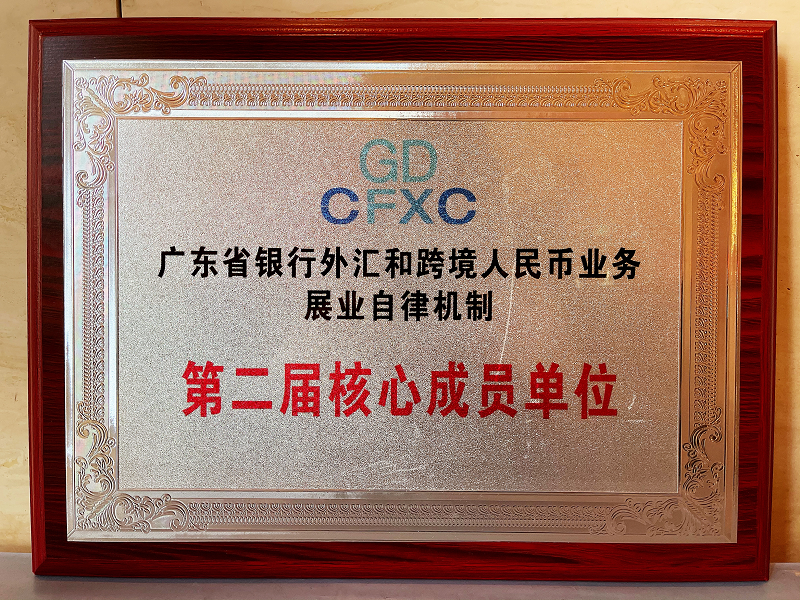 GD
CFXC
广东省银行外汇和跨境人民币业务
展业自律机制
第二届核心成员单位